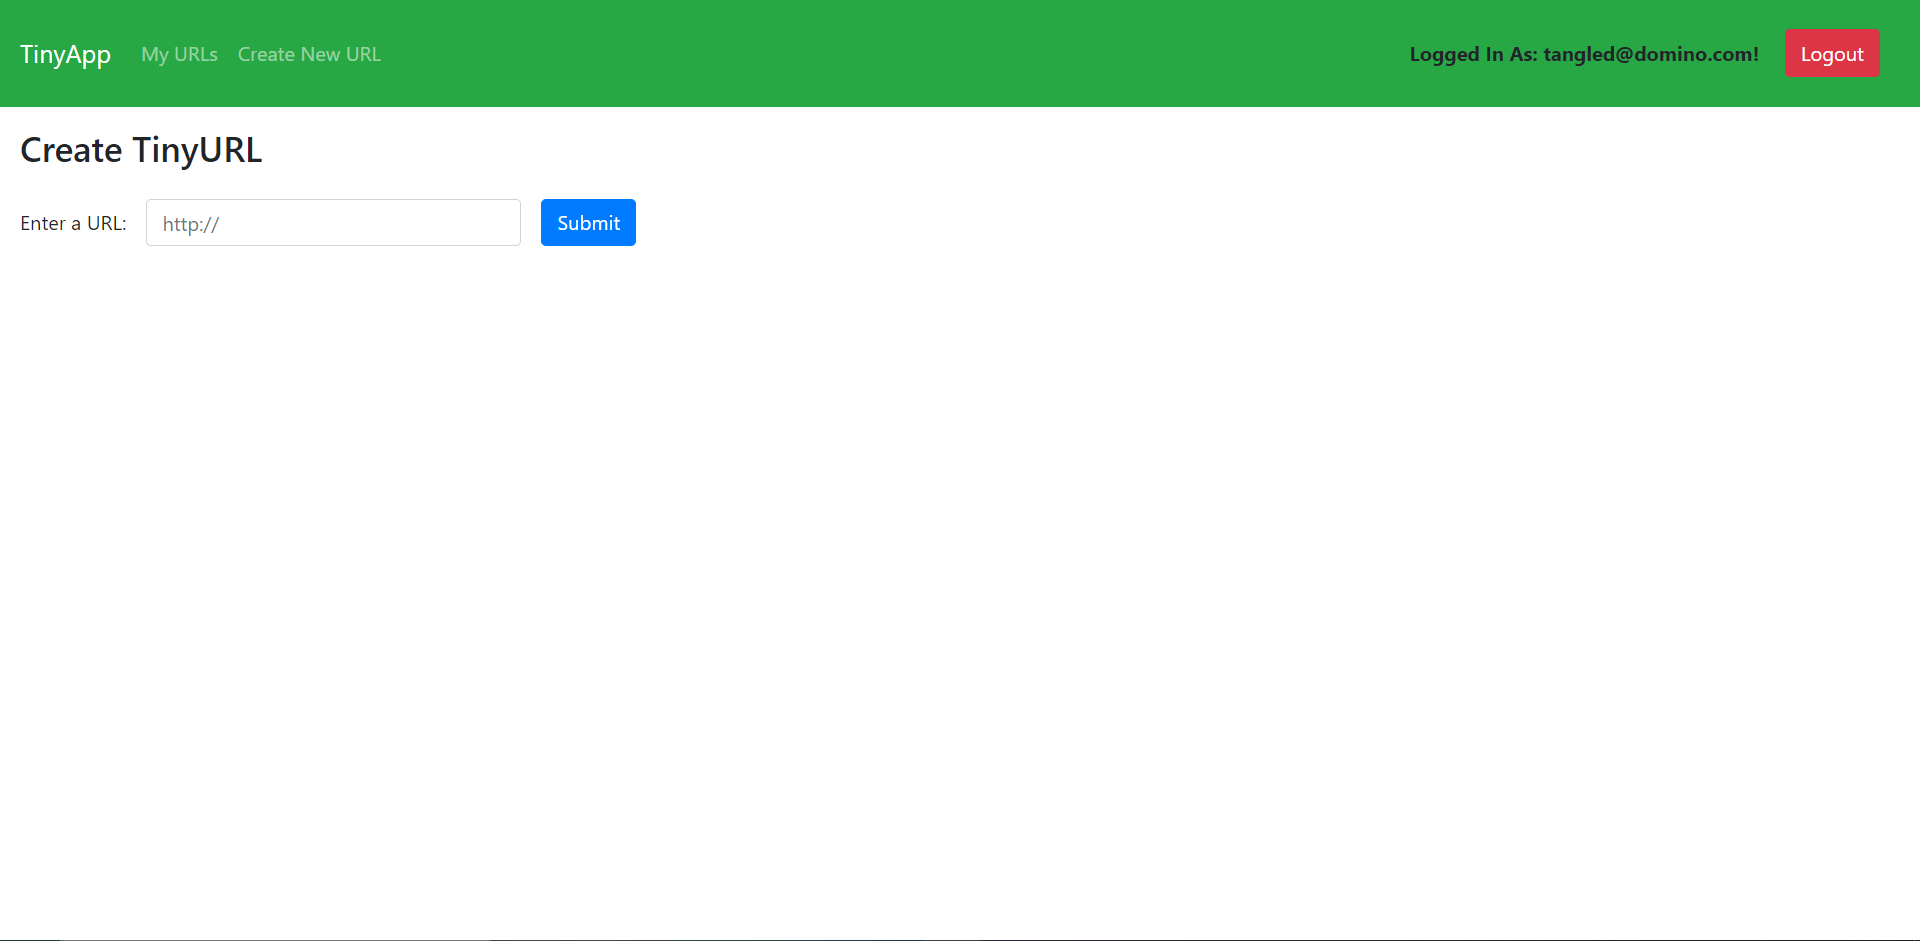 TinyApp My URLs Create New URL Logged In As: tangled@domino.com! Logout
Create TinyURL
Enter a URL: http:// Submit